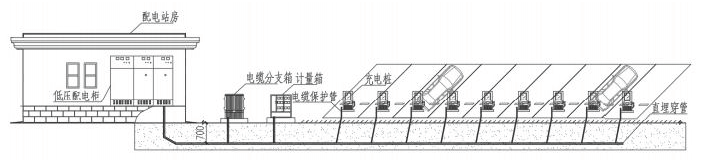 配电站房
低压配电柜
电缆分支箱 计量箱
电缆保护管
充电桩
直埋穿管
700